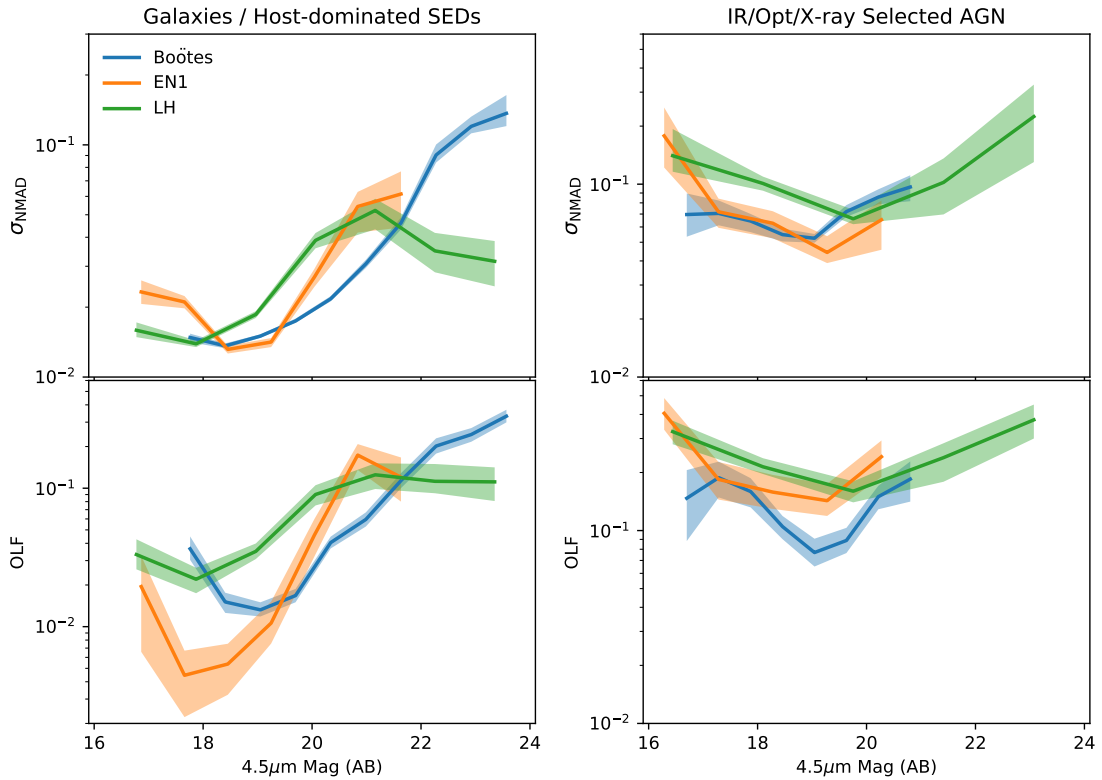 Galaxies / Host-dominated SEDs
Boötes
EN1
LH
10⁻¹
10⁻²
σNMAD
IR/Opt/X-ray Selected AGN
10⁻¹
10⁻²
σNMAD
10⁻¹
10⁻²
OLF
16 18 20 22 24
4.5μm Mag (AB)
10⁻¹
10⁻²
OLF
16 18 20 22 24
4.5μm Mag (AB)